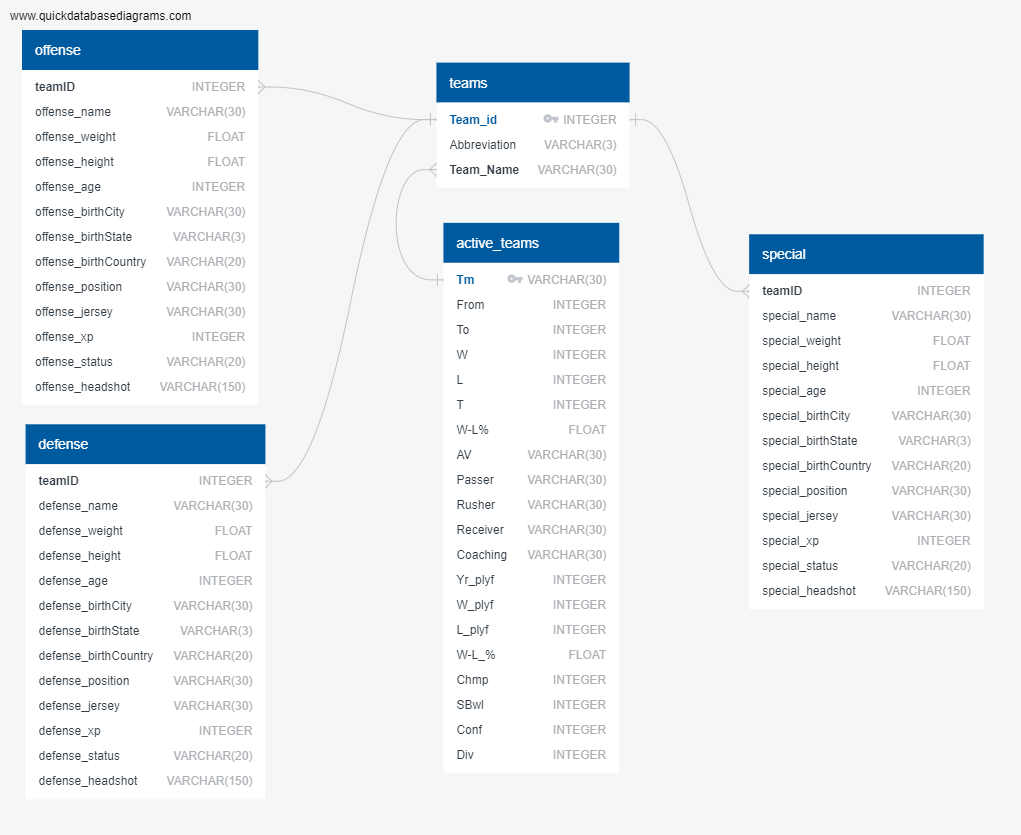 www.quickdatabasediagrams.com
offense
teamID INTEGER
offense_name VARCHAR(30)
offense_weight FLOAT
offense_height FLOAT
offense_age INTEGER
offense_birthCity VARCHAR(30)
offense_birthState VARCHAR(3)
offense_birthCountry VARCHAR(20)
offense_position VARCHAR(30)
offense_jersey VARCHAR(30)
offense_xp INTEGER
offense_status VARCHAR(20)
offense_headshot VARCHAR(150)
defense
teamID INTEGER
defense_name VARCHAR(30)
defense_weight FLOAT
defense_height FLOAT
defense_age INTEGER
defense_birthCity VARCHAR(30)
defense_birthState VARCHAR(3)
defense_birthCountry VARCHAR(20)
defense_position VARCHAR(30)
defense_jersey VARCHAR(30)
defense_xp INTEGER
defense_status VARCHAR(20)
defense_headshot VARCHAR(150)
teams
Team_id INTEGER
Abbreviation VARCHAR(3)
Team_Name VARCHAR(30)
active_teams
Tm VARCHAR(30)
From INTEGER
To INTEGER
W INTEGER
L INTEGER
T INTEGER
W-L% FLOAT
AV VARCHAR(30)
Passer VARCHAR(30)
Rusher VARCHAR(30)
Receiver VARCHAR(30)
Coaching VARCHAR(30)
Yr_plyf INTEGER
W_plyf INTEGER
L_plyf INTEGER
W-L_% FLOAT
Chmp INTEGER
SBwl INTEGER
Conf INTEGER
Div INTEGER
special
teamID INTEGER
special_name VARCHAR(30)
special_weight FLOAT
special_height FLOAT
special_age INTEGER
special_birthCity VARCHAR(30)
special_birthState VARCHAR(3)
special_birthCountry VARCHAR(20)
special_position VARCHAR(30)
special_jersey VARCHAR(30)
special_xp INTEGER
special_status VARCHAR(20)
special_headshot VARCHAR(150)